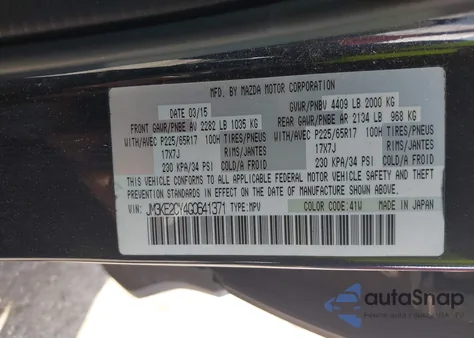 MFD. BY MAZDA MOTOR CORPORATION
DATE 03/15 GVWR/PNBV 4409 LB 2000 KG
FRONT GAWR/PNBE AV 2282 LB 1035 KG REAR GAWR/PNBE AR 2134 LB 968 KG
WITH/AVEC P225/65R17 100H TIRES/PNEUS WITH/AVEC P225/65R17 100H TIRES/PNEUS
17X7J RIMS/JANTES 17X7J RIMS/JANTES
230 KPA/34 PSI COLD/A FROID 230 KPA/34 PSI COLD/A FROID
THIS VEHICLE CONFORMS TO ALL APPLICABLE FEDERAL MOTOR VEHICLE SAFETY AND THEFT
PREVENTION STANDARDS IN EFFECT ON THE DATE OF MANUFACTURE SHOWN ABOVE.
VIN: JM3KE2CY4G0641371 TYPE:MPV COLOR CODE:41W MADE IN JAPAN
autoSnap